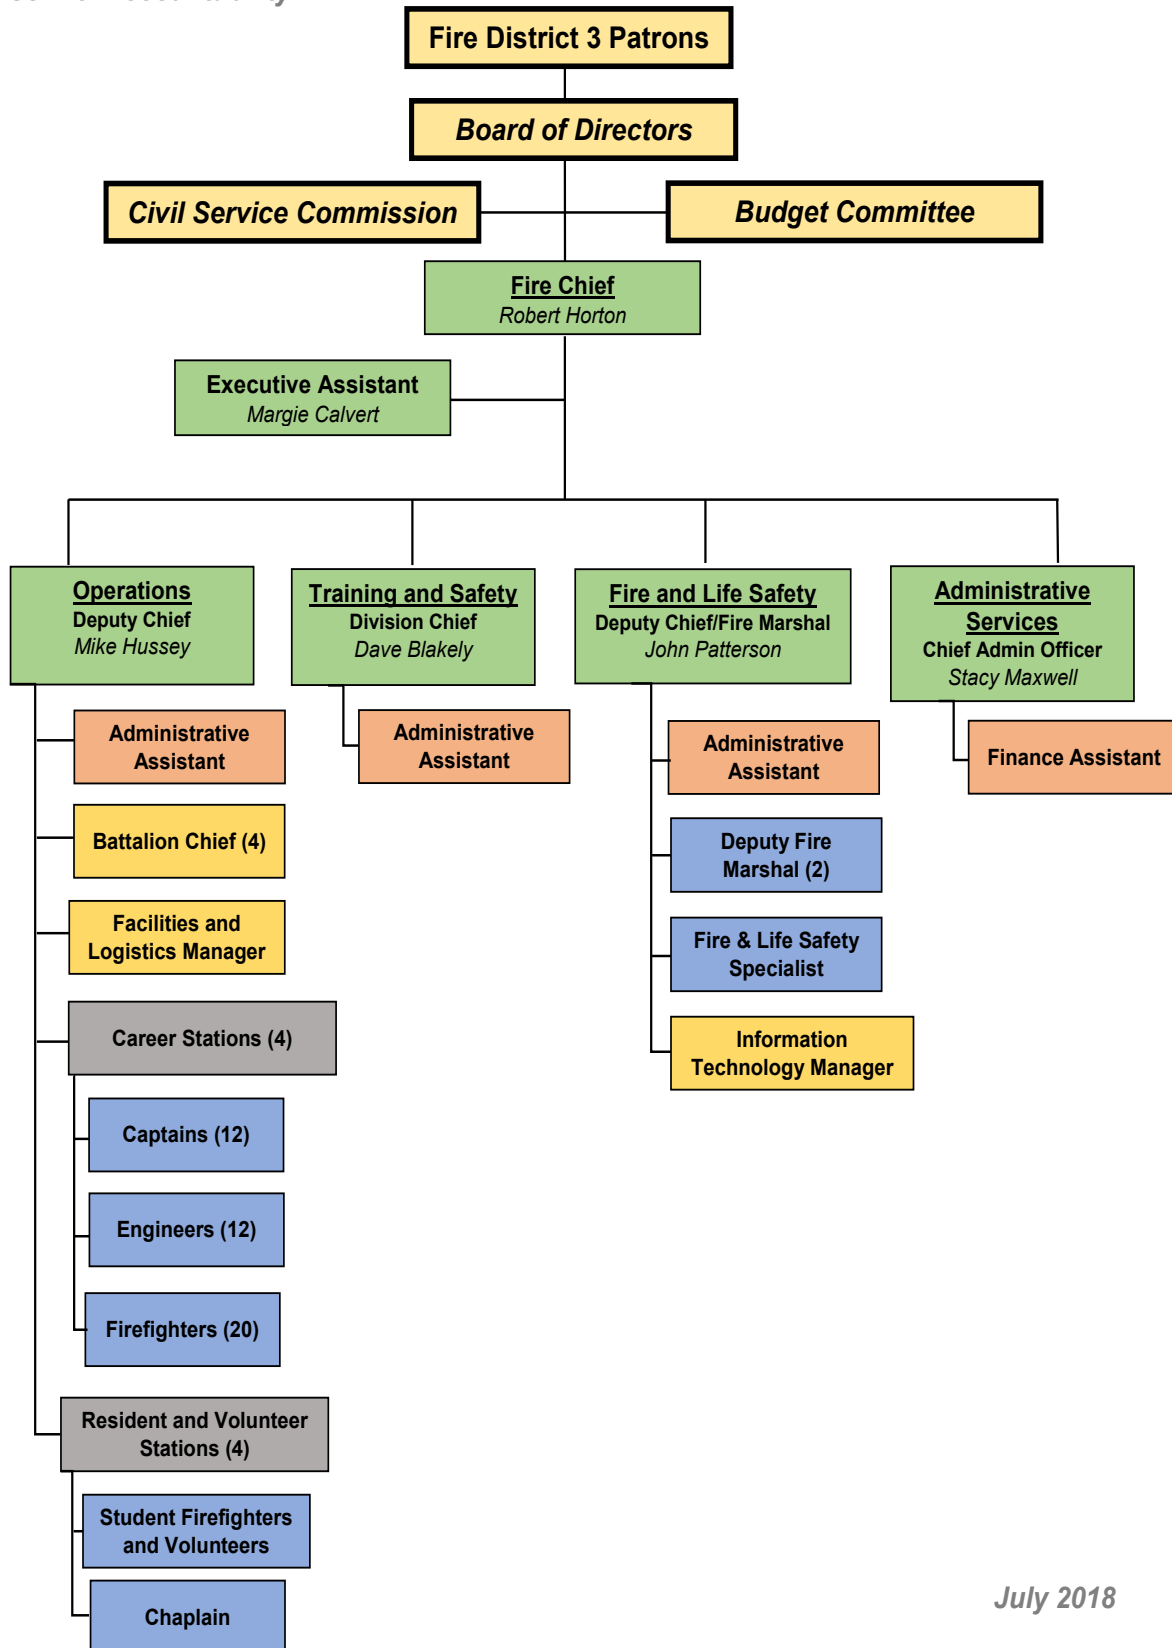 Fire District 3 Patrons
Board of Directors
Civil Service Commission
Budget Committee
Fire Chief
Robert Horton
Executive Assistant
Margie Calvert
Operations
Deputy Chief
Mike Hussey
Training and Safety
Division Chief
Dave Blakely
Fire and Life Safety
Deputy Chief/Fire Marshal
John Patterson
Administrative
Services
Chief Admin Officer
Stacy Maxwell
Administrative
Assistant
Battalion Chief (4)
Facilities and
Logistics Manager
Career Stations (4)
Captains (12)
Engineers (12)
Firefighters (20)
Resident and Volunteer
Stations (4)
Student Firefighters
and Volunteers
Chaplain
Administrative
Assistant
Administrative
Assistant
Deputy Fire
Marshal (2)
Fire & Life Safety
Specialist
Information
Technology Manager
Finance Assistant
July 2018